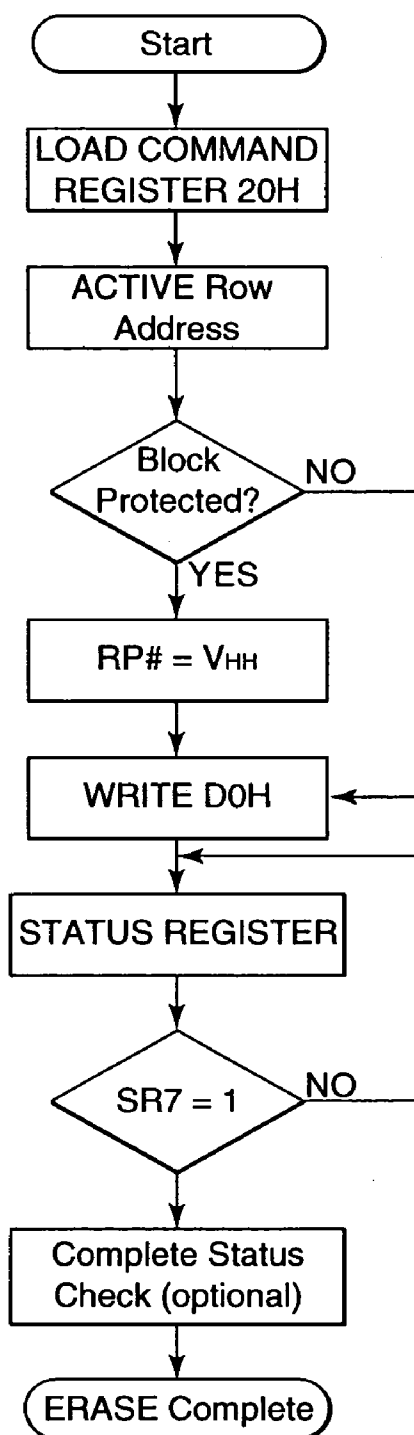 Start
LOAD COMMAND
REGISTER 20H
ACTIVE Row
Address
Block
Protected?
NO
YES
RP# = VHH
WRITE D0H
STATUS REGISTER
SR7 = 1
NO
Complete Status
Check (optional)
ERASE Complete